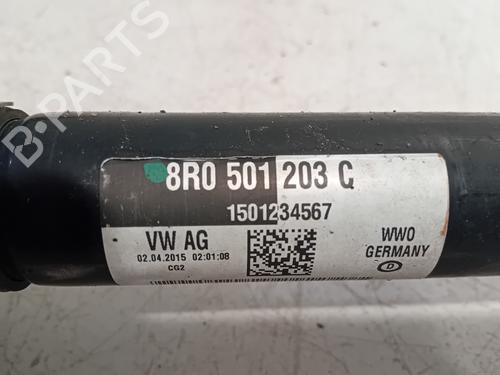 8R0 501 203 G
1501234567
VW AG
02.04.2015 02:01:08
CG2
WWO
GERMANY
D
B-PARTS